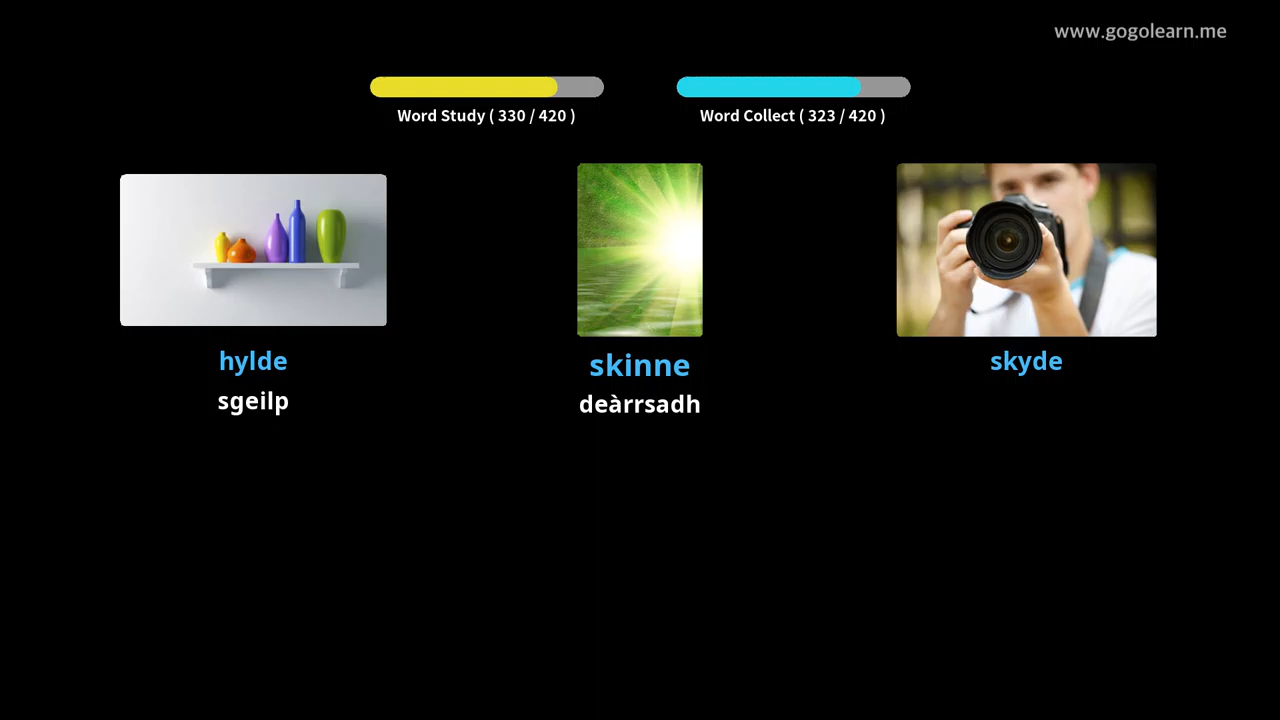 www.gogolearn.me
Word Study ( 330 / 420 )
Word Collect ( 323 / 420 )
hylde
skinne
skyde
sgeilp
deàrrsadh